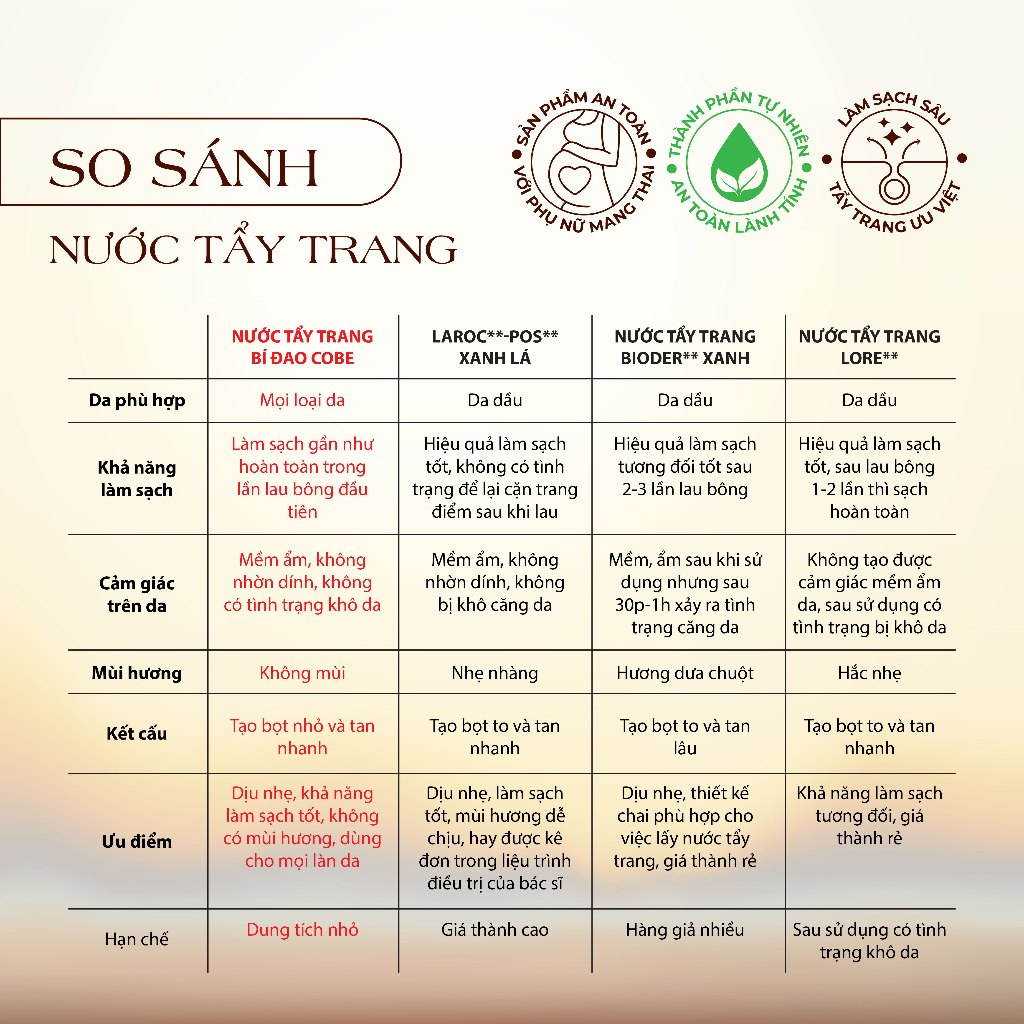 SO SÁNH
NƯỚC TẨY TRANG
SẢN PHẨM AN TOÀN
VỚI PHỤ NỮ MANG THAI
THÀNH PHẦN TỰ NHIÊN
AN TOÀN LÀNH TÍNH
LÀM SẠCH SÂU
TẨY TRANG ƯU VIỆT
NƯỚC TẨY TRANG
BÍ ĐAO COBE
LAROC**-POS**
XANH LÁ
NƯỚC TẨY TRANG
BIODER** XANH
NƯỚC TẨY TRANG
LORE**
Da phù hợp
Mọi loại da
Da dầu
Da dầu
Da dầu
Khả năng
làm sạch
Làm sạch gần như
hoàn toàn trong
lần lau bông đầu
tiên
Hiệu quả làm sạch
tốt, không có tình
trạng để lại cặn trang
điểm sau khi lau
Hiệu quả làm sạch
tương đối tốt sau
2-3 lần lau bông
Hiệu quả làm sạch
tốt, sau lau bông
1-2 lần thì sạch
hoàn toàn
Cảm giác
trên da
Mềm ẩm, không
nhờn dính, không
có tình trạng khô da
Mềm ẩm, không
nhờn dính, không
bị khô căng da
Mềm, ẩm sau khi sử
dụng nhưng sau
30p-1h xảy ra tình
trạng căng da
Không tạo được
cảm giác mềm ẩm
da, sau sử dụng có
tình trạng bị khô da
Mùi hương
Không mùi
Nhẹ nhàng
Hương dưa chuột
Hắc nhẹ
Kết cấu
Tạo bọt nhỏ và tan
nhanh
Tạo bọt to và tan
nhanh
Tạo bọt to và tan
lâu
Tạo bọt to và tan
nhanh
Ưu điểm
Dịu nhẹ, khả năng
làm sạch tốt, không
có mùi hương, dùng
cho mọi làn da
Dịu nhẹ, làm sạch
tốt, mùi hương dễ
chịu, hay được kê
đơn trong liệu trình
điều trị của bác sĩ
Dịu nhẹ, thiết kế
chai phù hợp cho
việc lấy nước tẩy
trang, giá thành rẻ
Khả năng làm sạch
tương đối, giá
thành rẻ
Hạn chế
Dung tích nhỏ
Giá thành cao
Hàng giả nhiều
Sau sử dụng có tình
trạng khô da